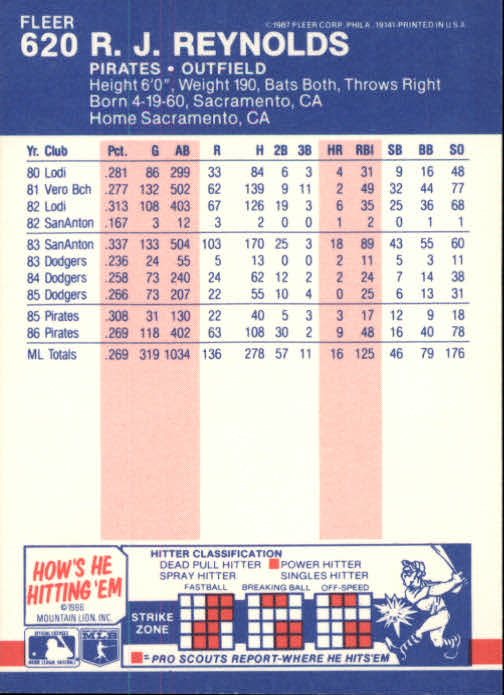 FLEER
© 1987 FLEER CORP. PHILA., 19141-PRINTED IN U.S.A.
620 R. J. REYNOLDS
PIRATES • OUTFIELD
Height 6'0", Weight 190, Bats Both, Throws Right
Born 4-19-60, Sacramento, CA
Home Sacramento, CA
Yr. Club Pct. G AB R H 2B 3B HR RBI SB BB SO
80 Lodi .281 86 299 33 84 6 3 4 31 9 16 48
81 Vero Bch .277 132 502 62 139 9 11 2 49 32 44 77
82 Lodi .313 108 403 67 126 19 3 6 35 25 36 68
82 SanAnton .167 3 12 3 2 0 0 1 2 0 1 1
83 SanAnton .337 133 504 103 170 25 3 18 89 43 55 60
83 Dodgers .236 24 55 5 13 0 0 2 11 5 3 11
84 Dodgers .258 73 240 24 62 12 2 2 24 7 14 38
85 Dodgers .266 73 207 22 55 10 4 0 25 6 13 31
85 Pirates .308 31 130 22 40 5 3 3 17 12 9 18
86 Pirates .269 118 402 63 108 30 2 9 48 16 40 78
ML Totals .269 319 1034 136 278 57 11 16 125 46 79 176
HOW'S HE
HITTING 'EM
© 1986
MOUNTAIN LION, INC.
MLB
HITTER CLASSIFICATION
DEAD PULL HITTER POWER HITTER
SPRAY HITTER SINGLES HITTER
FASTBALL BREAKING BALL OFF-SPEED
STRIKE
ZONE
= PRO SCOUTS REPORT-WHERE HE HITS'EM